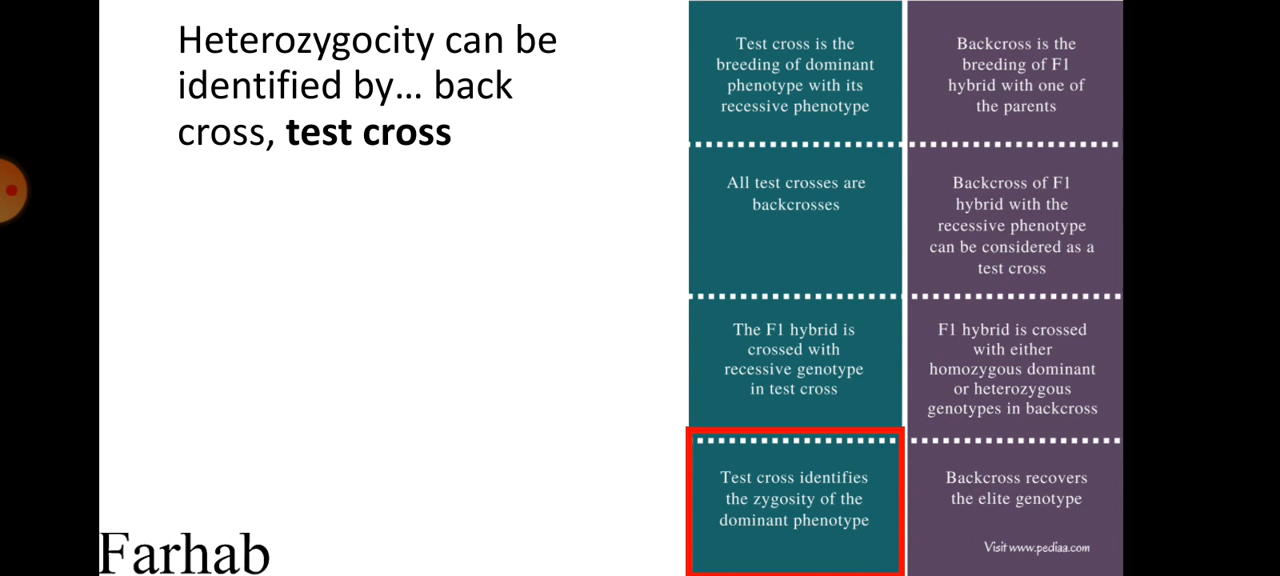 Heterozygocity can be
identified by... back
cross, test cross
Farhab
Test cross is the
breeding of dominant
phenotype with its
recessive phenotype
Backcross is the
breeding of F1
hybrid with one of
the parents
All test crosses are
backcrosses
Backcross of F1
hybrid with the
recessive phenotype
can be considered as a
test cross
The F1 hybrid is
crossed with
recessive genotype
in test cross
F1 hybrid is crossed
with either
homozygous dominant
or heterozygous
genotypes in backcross
Test cross identifies
the zygosity of the
dominant phenotype
Backcross recovers
the elite genotype
Visit www.pediaa.com